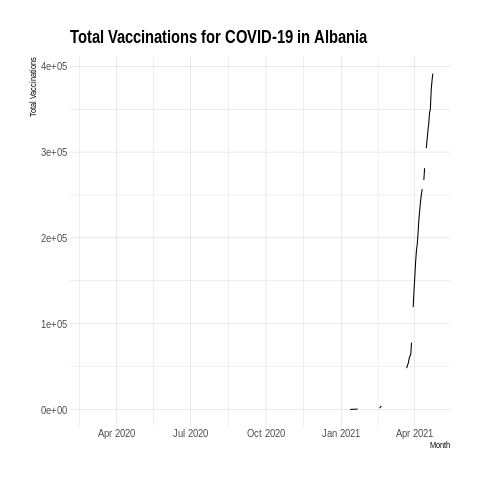 Total Vaccinations for COVID-19 in Albania
Total Vaccinations
4e+05
3e+05
2e+05
1e+05
0e+00
Apr 2020 Jul 2020 Oct 2020 Jan 2021 Apr 2021
Month